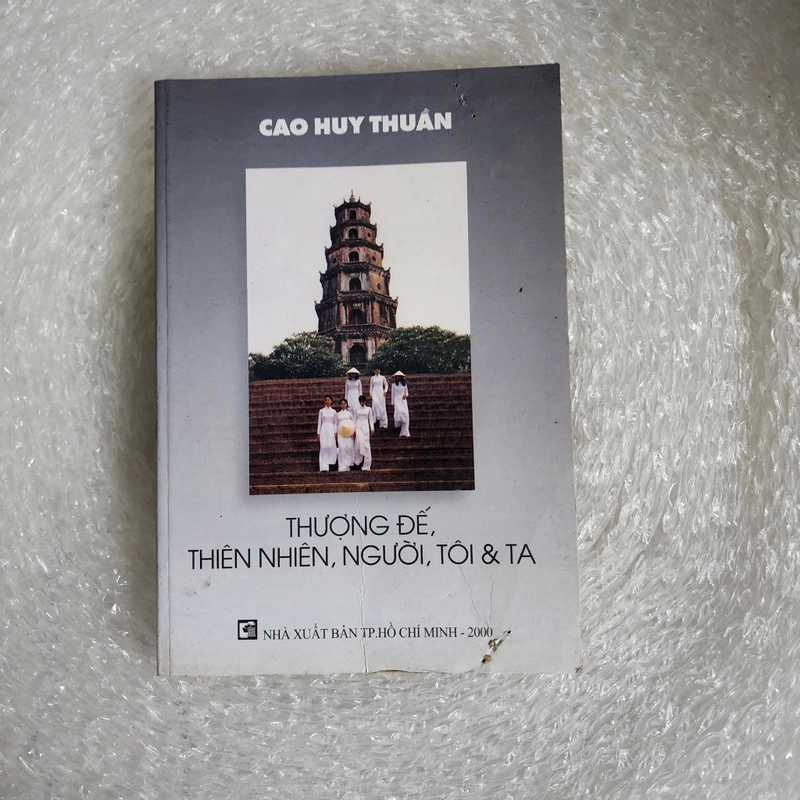 CAO HUY THUẦN
THƯỢNG ĐẾ,
THIÊN NHIÊN, NGƯỜI, TÔI & TA
NHÀ XUẤT BẢN TP.HỒ CHÍ MINH - 2000